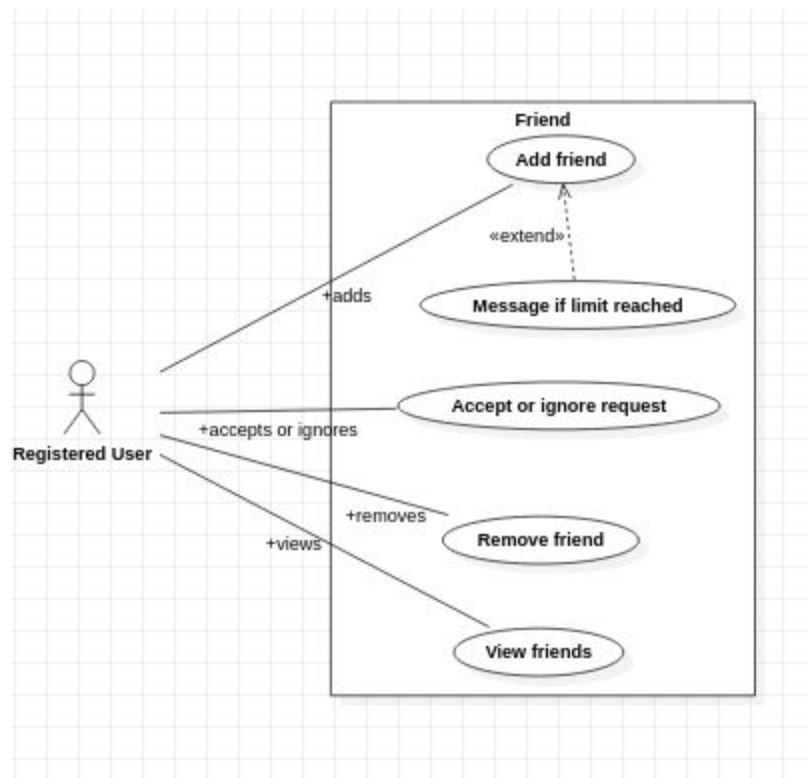 Friend
Add friend
«extend»
+adds
Message if limit reached
Accept or ignore request
+accepts or ignores
Registered User
+removes
Remove friend
+views
View friends